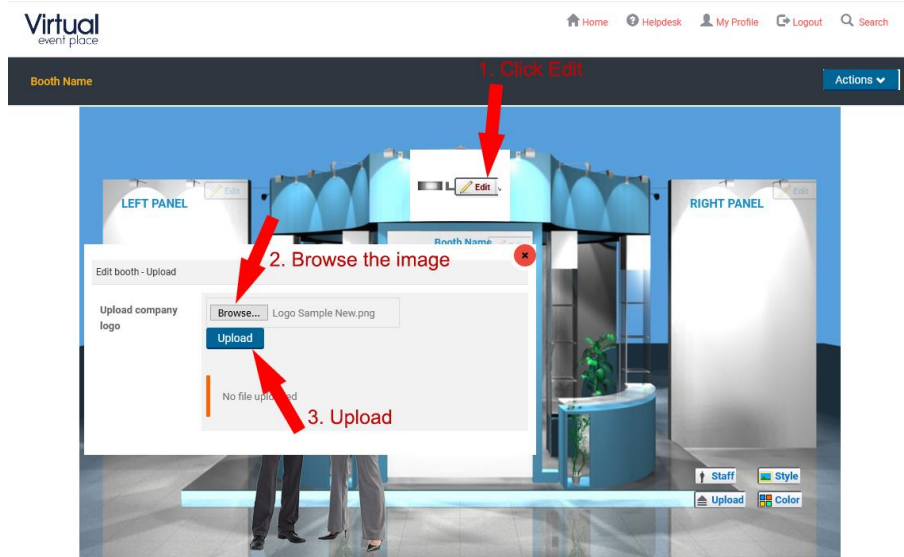 Virtual
event place
Home
Helpdesk
My Profile
Logout
Search
Booth Name
1. Click Edit
Actions
Edit
LEFT PANEL
Edit
RIGHT PANEL
Edit
Booth Name
2. Browse the image
Edit booth - Upload
Upload company
logo
Browse...
Logo Sample New.png
Upload
No file uploaded
3. Upload
Staff
Style
Upload
Color